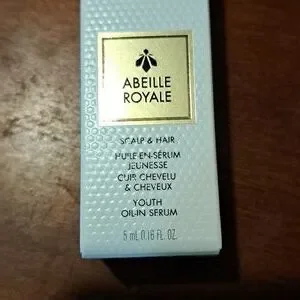 ABEILLE
ROYALE
SCALP & HAIR
HUILE-EN-SÉRUM
JEUNESSE
CUIR CHEVELU
& CHEVEUX
YOUTH
OIL-IN SERUM
5 mL 0.16 FL. OZ.